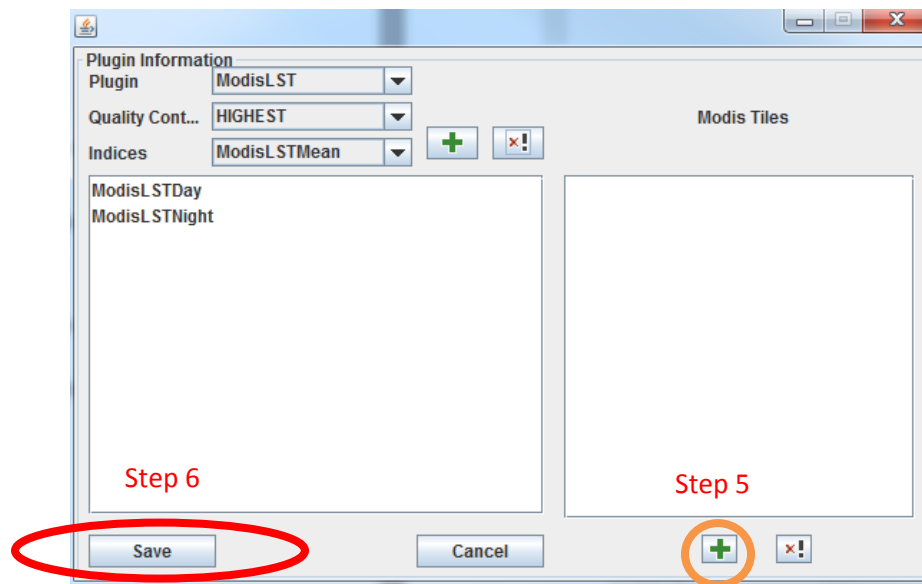 Plugin Information
Plugin ModisLST
Quality Cont... HIGHEST
Modis Tiles
Indices ModisLSTMean
ModisLSTDay
ModisLSTNight
Step 6
Step 5
Save Cancel